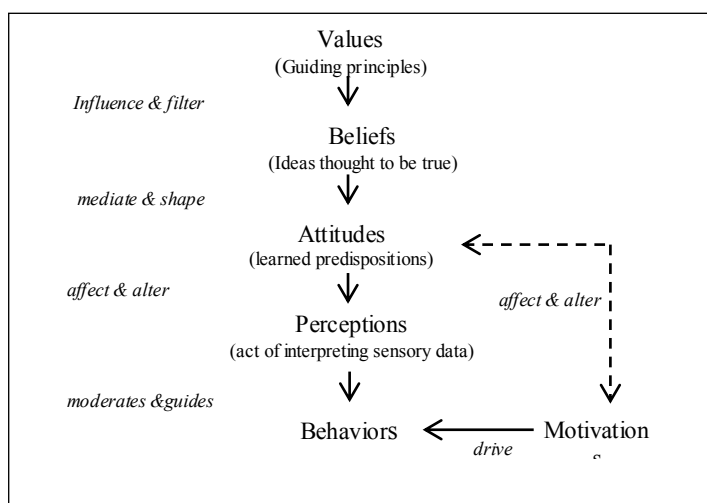 Values
(Guiding principles)
Influence & filter
Beliefs
(Ideas thought to be true)
mediate & shape
Attitudes
(learned predispositions)
affect & alter
affect & alter
Perceptions
(act of interpreting sensory data)
moderates &guides
Behaviors
drive
Motivation
s